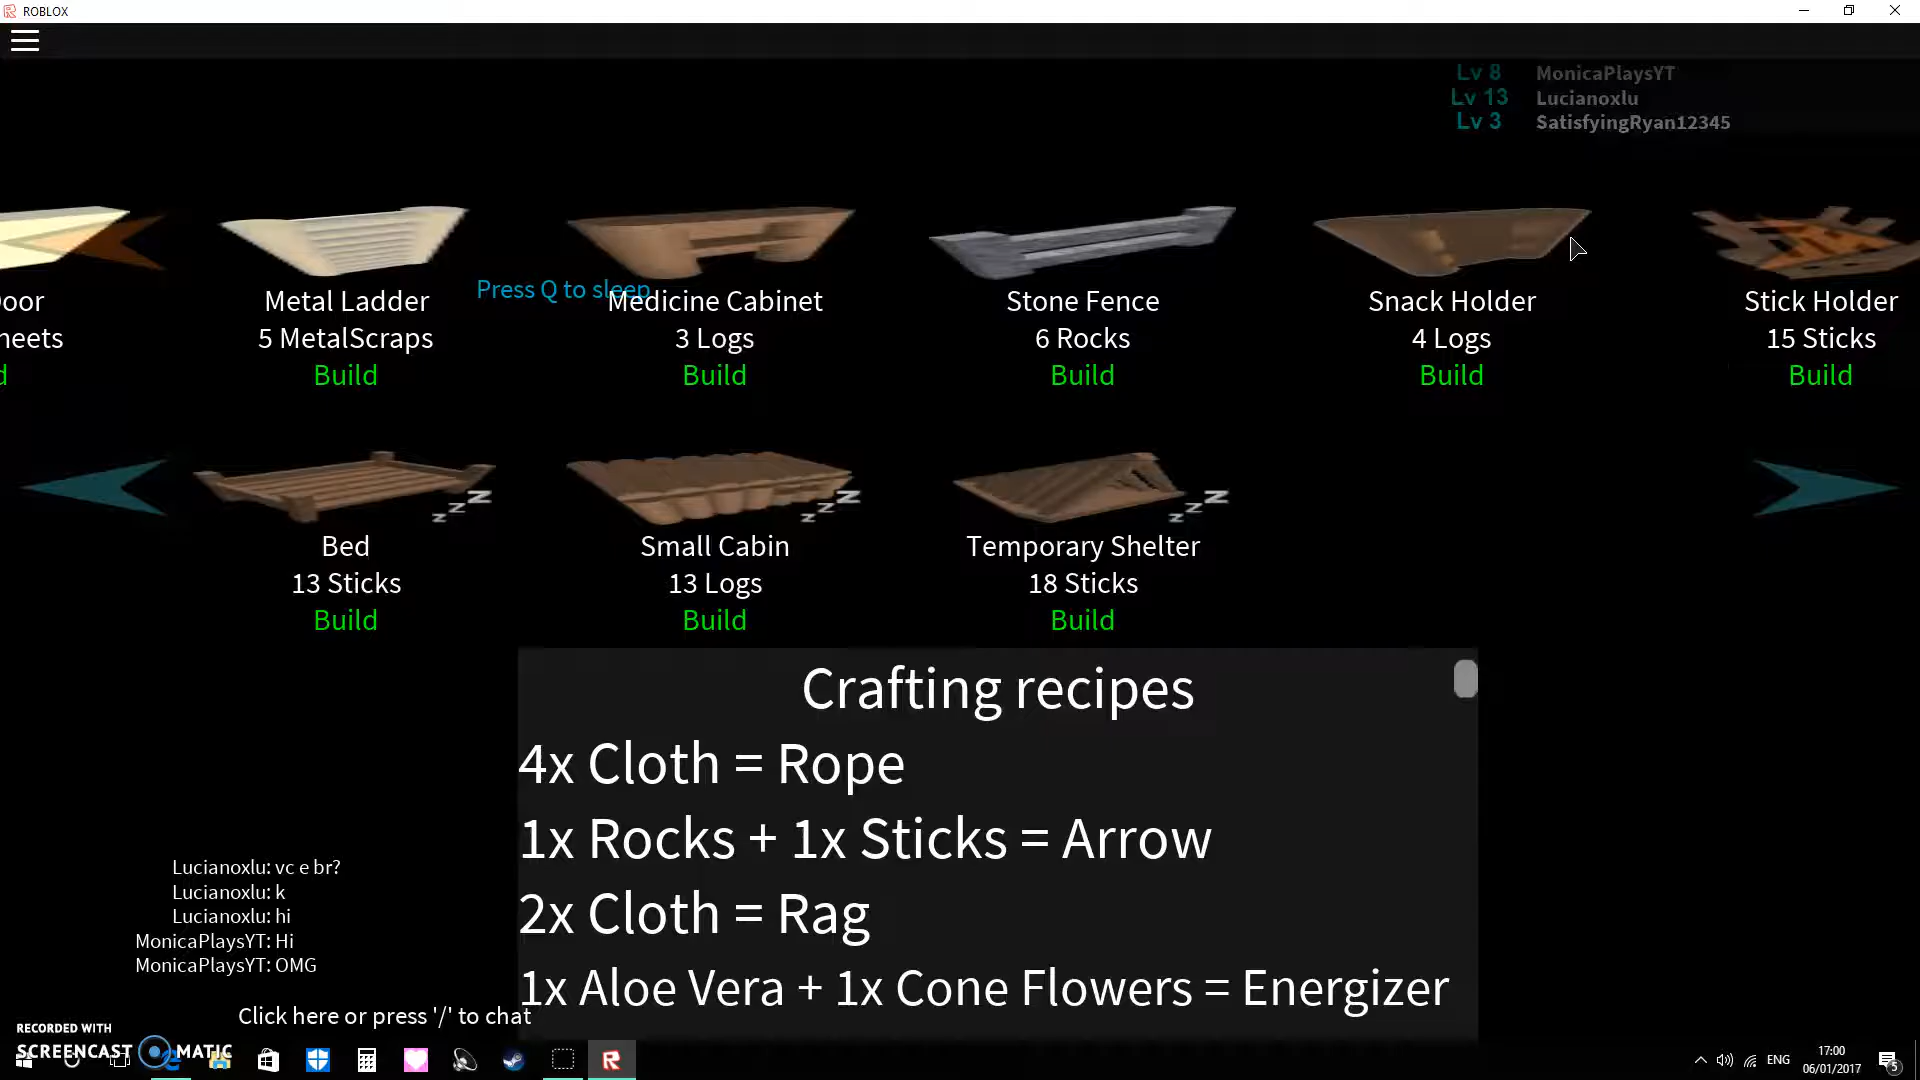 ROBLOX
Lv 8 MonicaPlaysYT
Lv 13 Lucianoxlu
Lv 3 SatisfyingRyan12345
Press Q to sleep
oor Metal Ladder Medicine Cabinet Stone Fence Snack Holder Stick Holder
heets 5 MetalScraps 3 Logs 6 Rocks 4 Logs 15 Sticks
d Build Build Build Build Build
z z z z z z z z z
Bed Small Cabin Temporary Shelter
13 Sticks 13 Logs 18 Sticks
Build Build Build
Crafting recipes
4x Cloth = Rope
1x Rocks + 1x Sticks = Arrow
2x Cloth = Rag
1x Aloe Vera + 1x Cone Flowers = Energizer
Lucianoxlu: vc e br?
Lucianoxlu: k
Lucianoxlu: hi
MonicaPlaysYT: Hi
MonicaPlaysYT: OMG
Click here or press '/' to chat
RECORDED WITH
SCREENCAST MATIC
ENG
17:00
06/01/2017
5